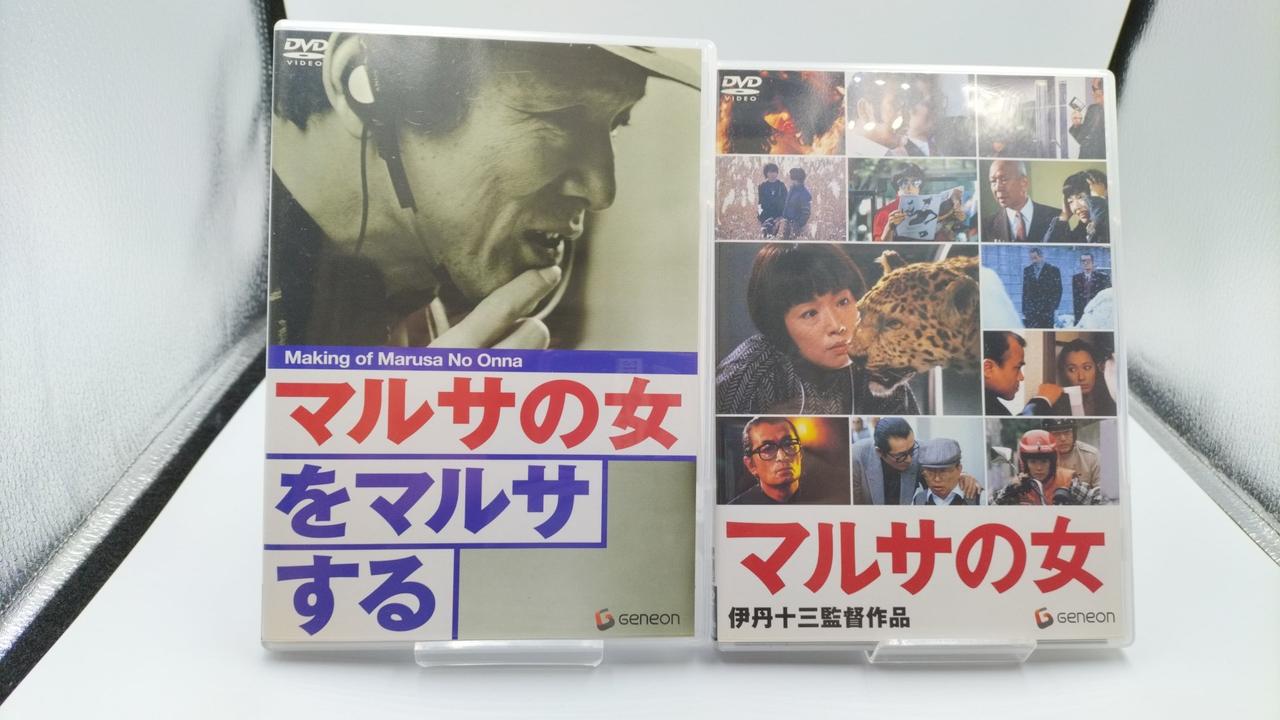 DVD
VIDEO
Making of Marusa No Onna
マルサの女
をマルサ
する
GENEON
DVD
VIDEO
マルサの女
伊丹十三監督作品
GENEON